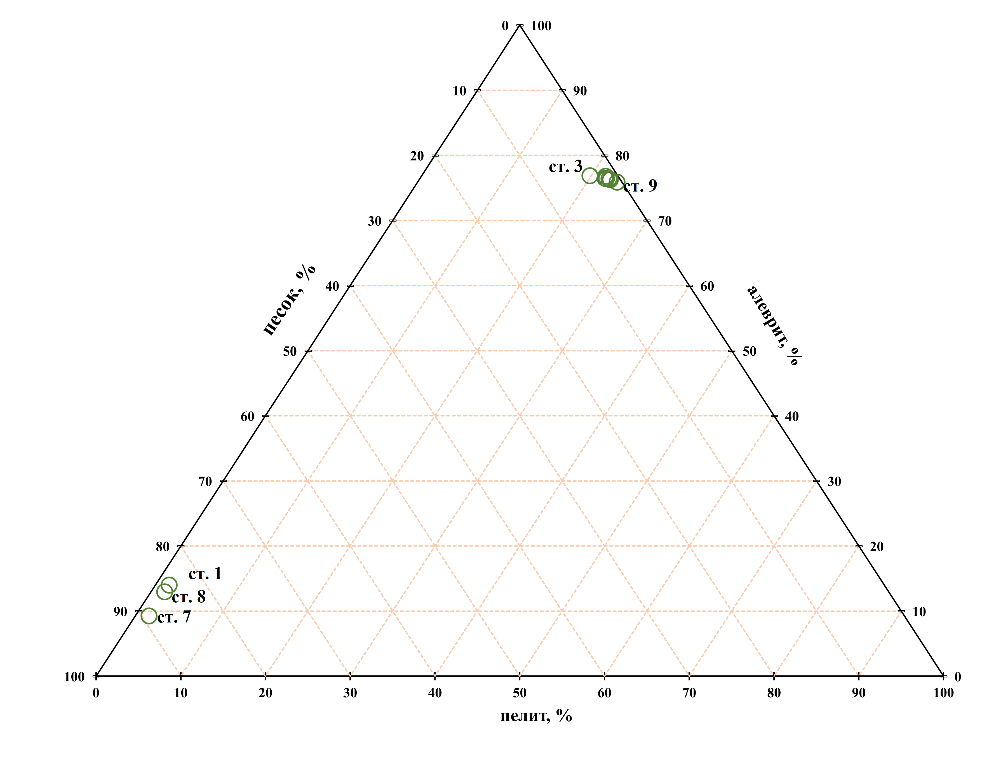 0 100
10 90
20 80
ст. 3
ст. 9
30 70
40 60
песок, %
алеврит, %
50 50
60 40
70 30
80 20
ст. 1
ст. 8
90 10
ст. 7
100 0
0 10 20 30 40 50 60 70 80 90 100
пелит, %